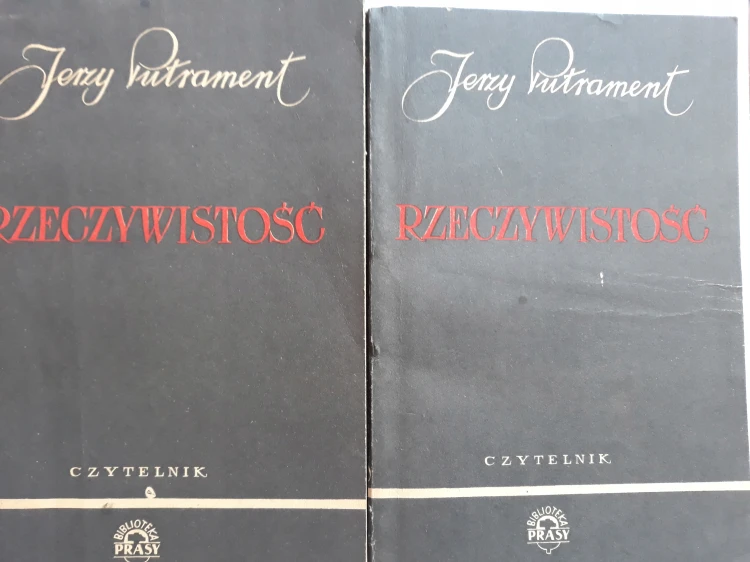 Jerzy Putrament
RZECZYWISTOŚĆ
CZYTELNIK
BIBLIOTEKA
PRASY
Jerzy Putrament
RZECZYWISTOŚĆ
CZYTELNIK
BIBLIOTEKA
PRASY